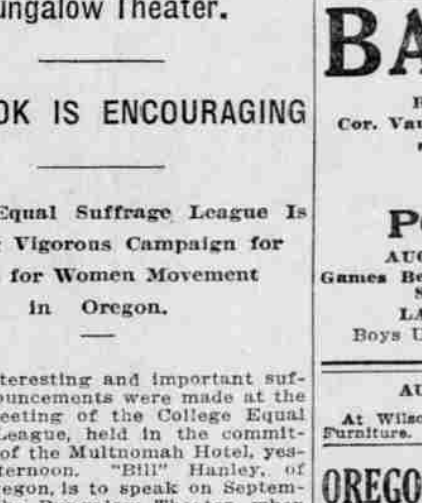 ungalow Theater.
OK IS ENCOURAGING
Equal Suffrage League Is
Vigorous Campaign for
for Women Movement
in Oregon.
teresting and important suf-
ouncements were made at the
eeting of the College Equal
League, held in the commit-
of the Multnomah Hotel, yes-
ternoon. "Bill" Hanley, of
egon, is to speak on Septem-
BA
Cor. Vau
P
AUG
Games Be
S
LA
Boys U
AU
At Wilso
Furniture.
OREGO